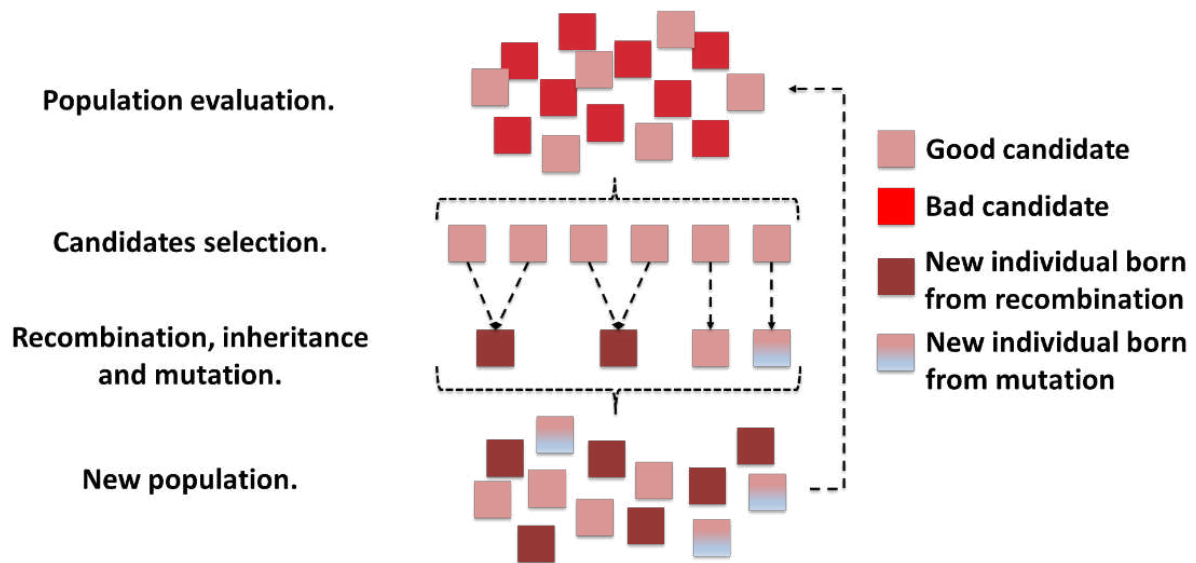 Population evaluation.
Good candidate
Bad candidate
Candidates selection.
New individual born
from recombination
Recombination, inheritance
and mutation.
New individual born
from mutation
New population.